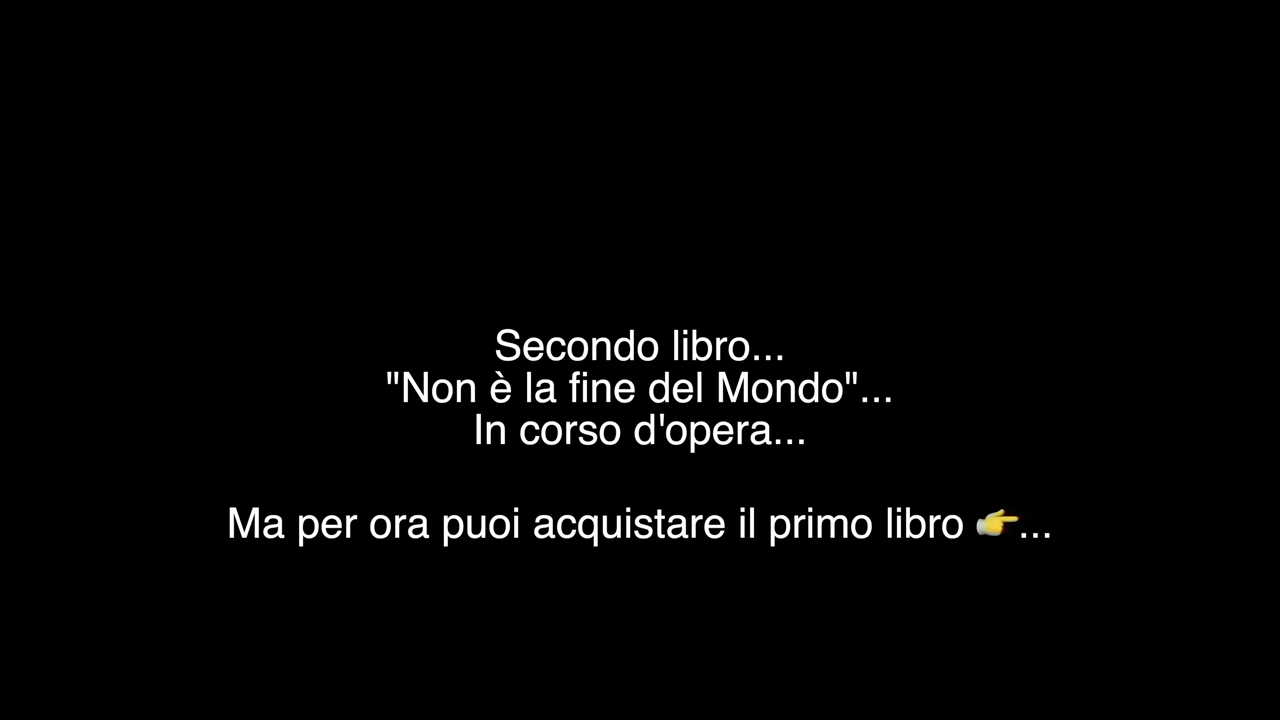 Secondo libro...
"Non è la fine del Mondo"...
In corso d'opera...
Ma per ora puoi acquistare il primo libro 👉...